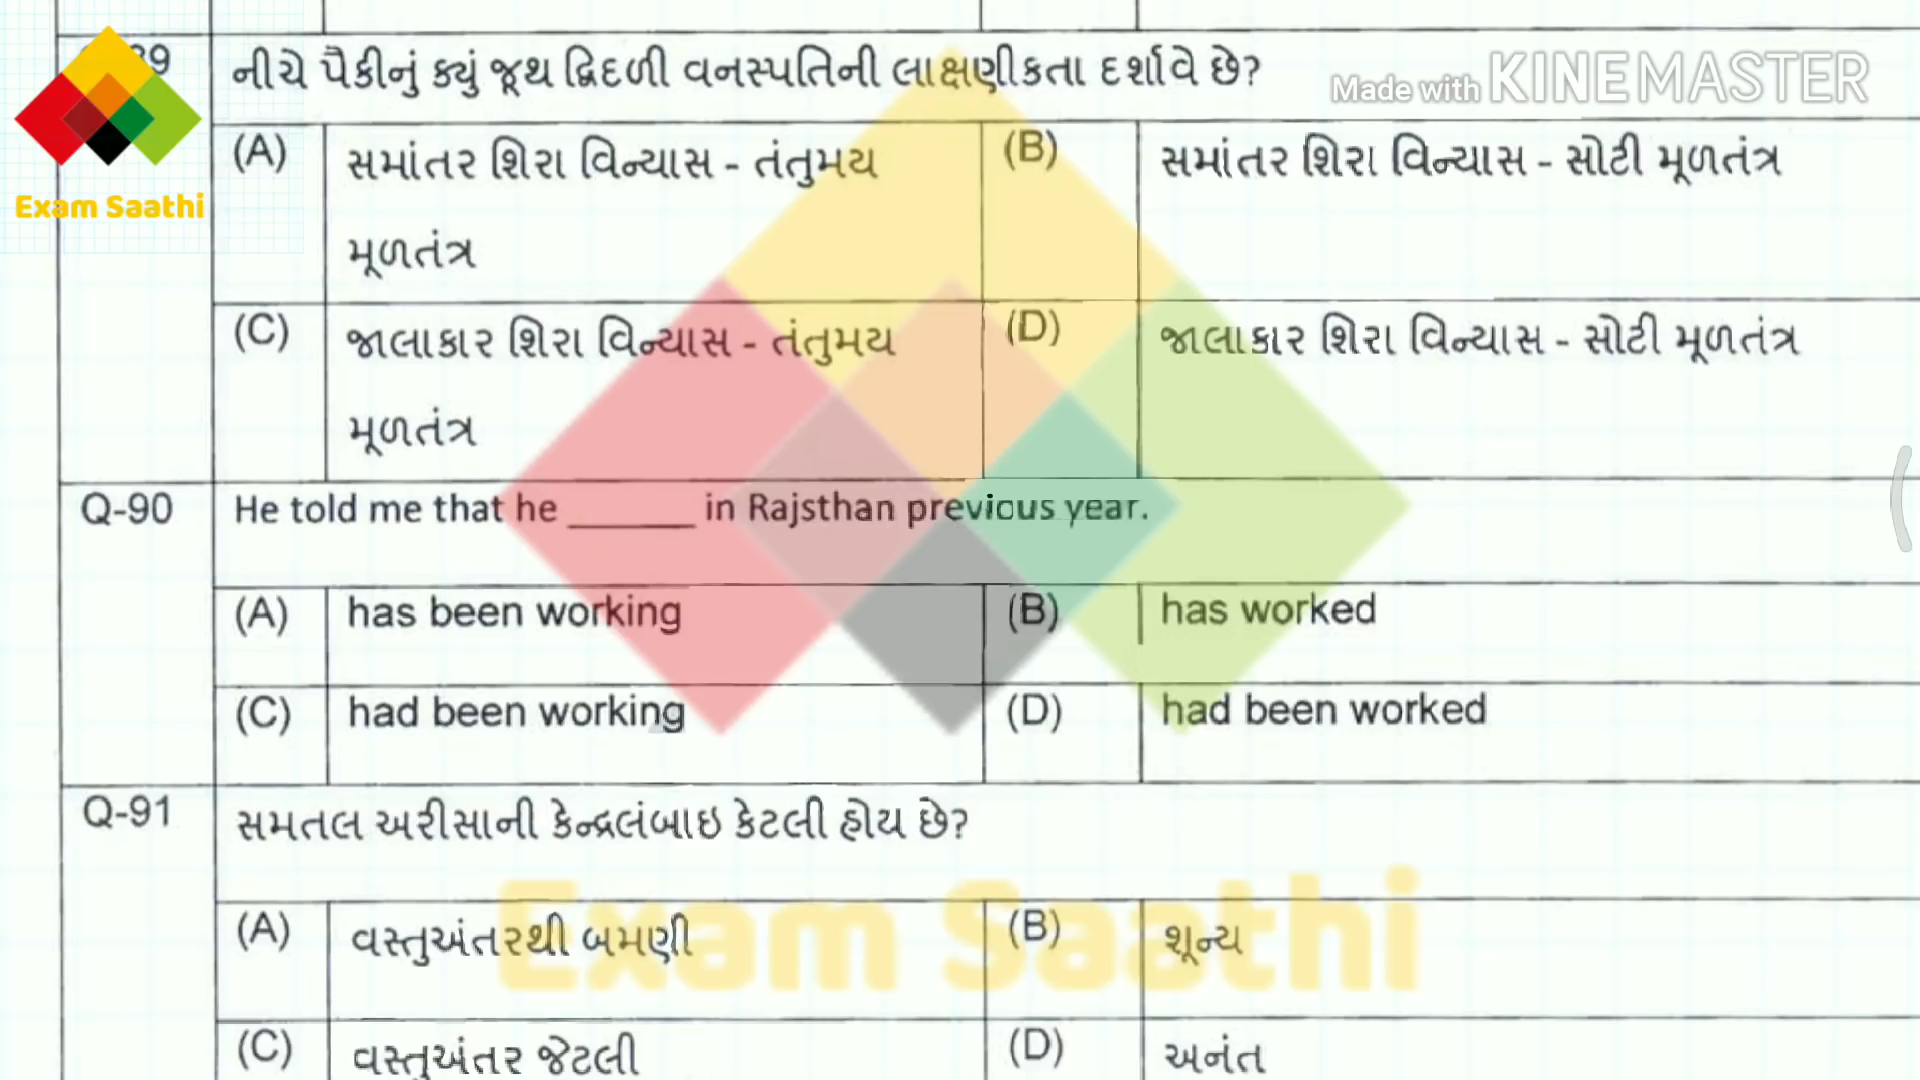 Made with KINEMASTER
Exam Saathi
નીચે પૈકીનું ક્યું જૂથ દ્વિદળી વનસ્પતિની લાક્ષણીકતા દર્શાવે છે?
(A) સમાંતર શિરા વિન્યાસ - તંતુમય
મૂળતંત્ર
(B) સમાંતર શિરા વિન્યાસ - સોટી મૂળતંત્ર
(C) જાલાકાર શિરા વિન્યાસ - તંતુમય
મૂળતંત્ર
(D) જાલાકાર શિરા વિન્યાસ - સોટી મૂળતંત્ર
Q-90 He told me that he ______ in Rajsthan previous year.
(A) has been working (B) has worked
(C) had been working (D) had been worked
Q-91 સમતલ અરીસાની કેન્દ્રલંબાઇ કેટલી હોય છે?
(A) વસ્તુઅંતરથી બમણી (B) શૂન્ય
(C) વસ્તુઅંતર જેટલી (D) અનંત
Exam Saathi